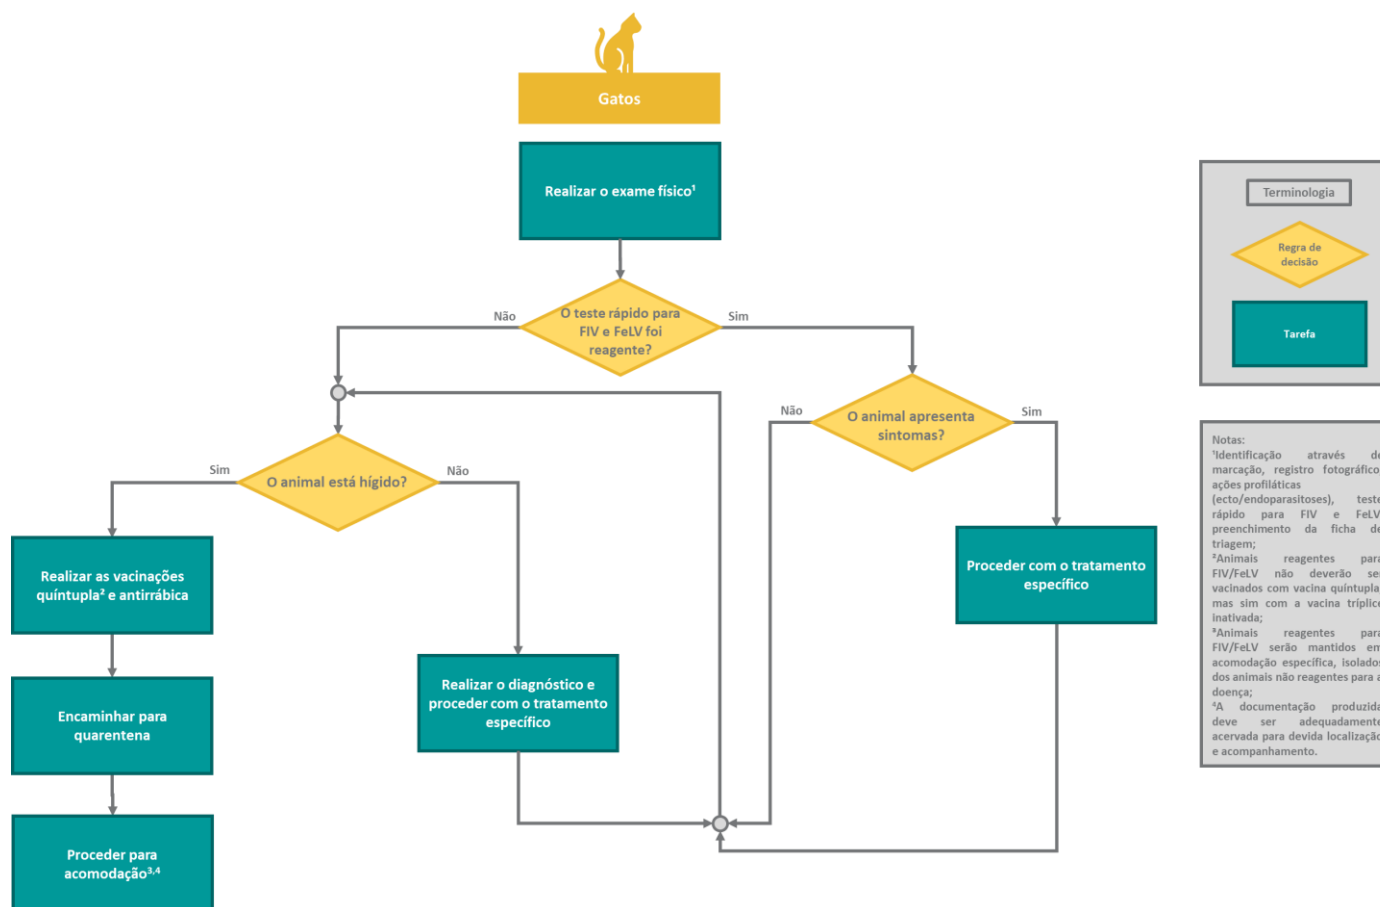 Gatos
Realizar o exame físico¹
O teste rápido para
FIV e FeLV foi
reagente?
Não
Sim
O animal apresenta
sintomas?
Não
Sim
O animal está hígido?
Sim
Não
Realizar as vacinações
quíntupla² e antirrábica
Proceder com o tratamento
específico
Realizar o diagnóstico e
proceder com o tratamento
específico
Encaminhar para
quarentena
Proceder para
acomodação³,⁴
Terminologia
Regra de
decisão
Tarefa
Notas:
¹Identificação através de
marcação, registro fotográfico,
ações profiláticas
(ecto/endoparasitoses), teste
rápido para FIV e FeLV,
preenchimento da ficha de
triagem;
²Animais reagentes para
FIV/FeLV não deverão ser
vacinados com vacina quíntupla,
mas sim com a vacina tríplice
inativada;
³Animais reagentes para
FIV/FeLV serão mantidos em
acomodação específica, isolados
dos animais não reagentes para a
doença;
⁴A documentação produzida
deve ser adequadamente
acervada para devida localização
e acompanhamento.